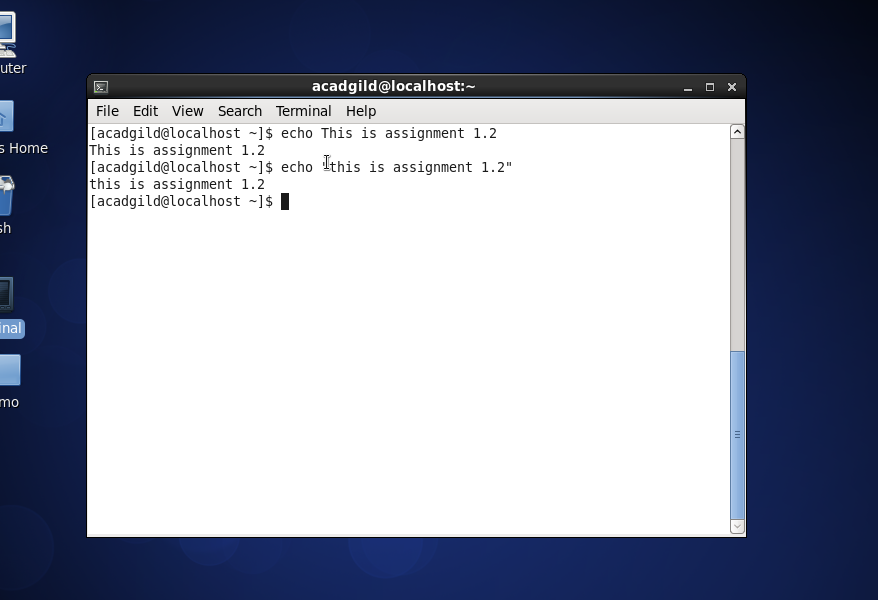 uter
s Home
sh
inal
mo
acadgild@localhost:~
File Edit View Search Terminal Help
[acadgild@localhost ~]$ echo This is assignment 1.2
This is assignment 1.2
[acadgild@localhost ~]$ echo "this is assignment 1.2"
this is assignment 1.2
[acadgild@localhost ~]$